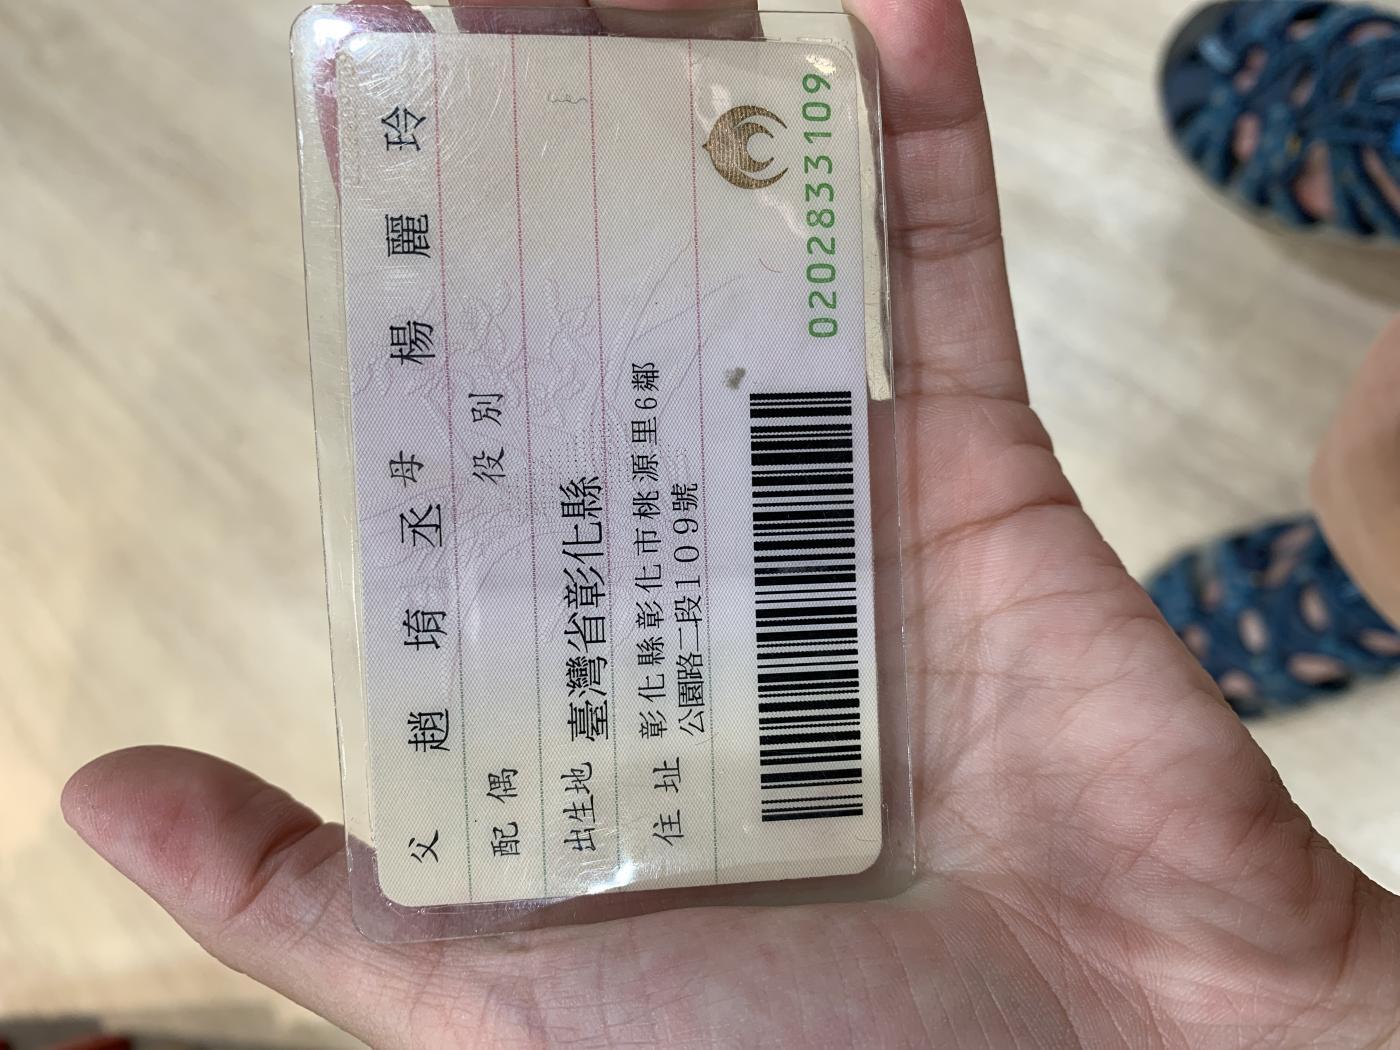 父 趙 堉 丞 母 楊 麗 玲
配偶 役別
出生地 臺灣省彰化縣
住址 彰化縣彰化市桃源里6鄰
公園路二段109號
0202833109